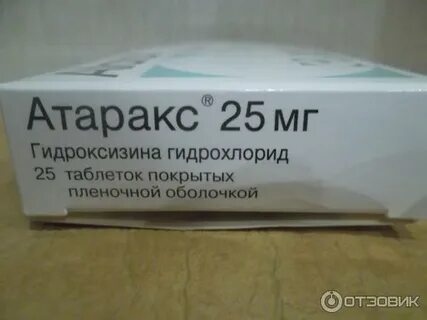 Атаракс® 25 мг
Гидроксизина гидрохлорид
25 таблеток покрытых
пленочной оболочкой
ОТЗОВИК